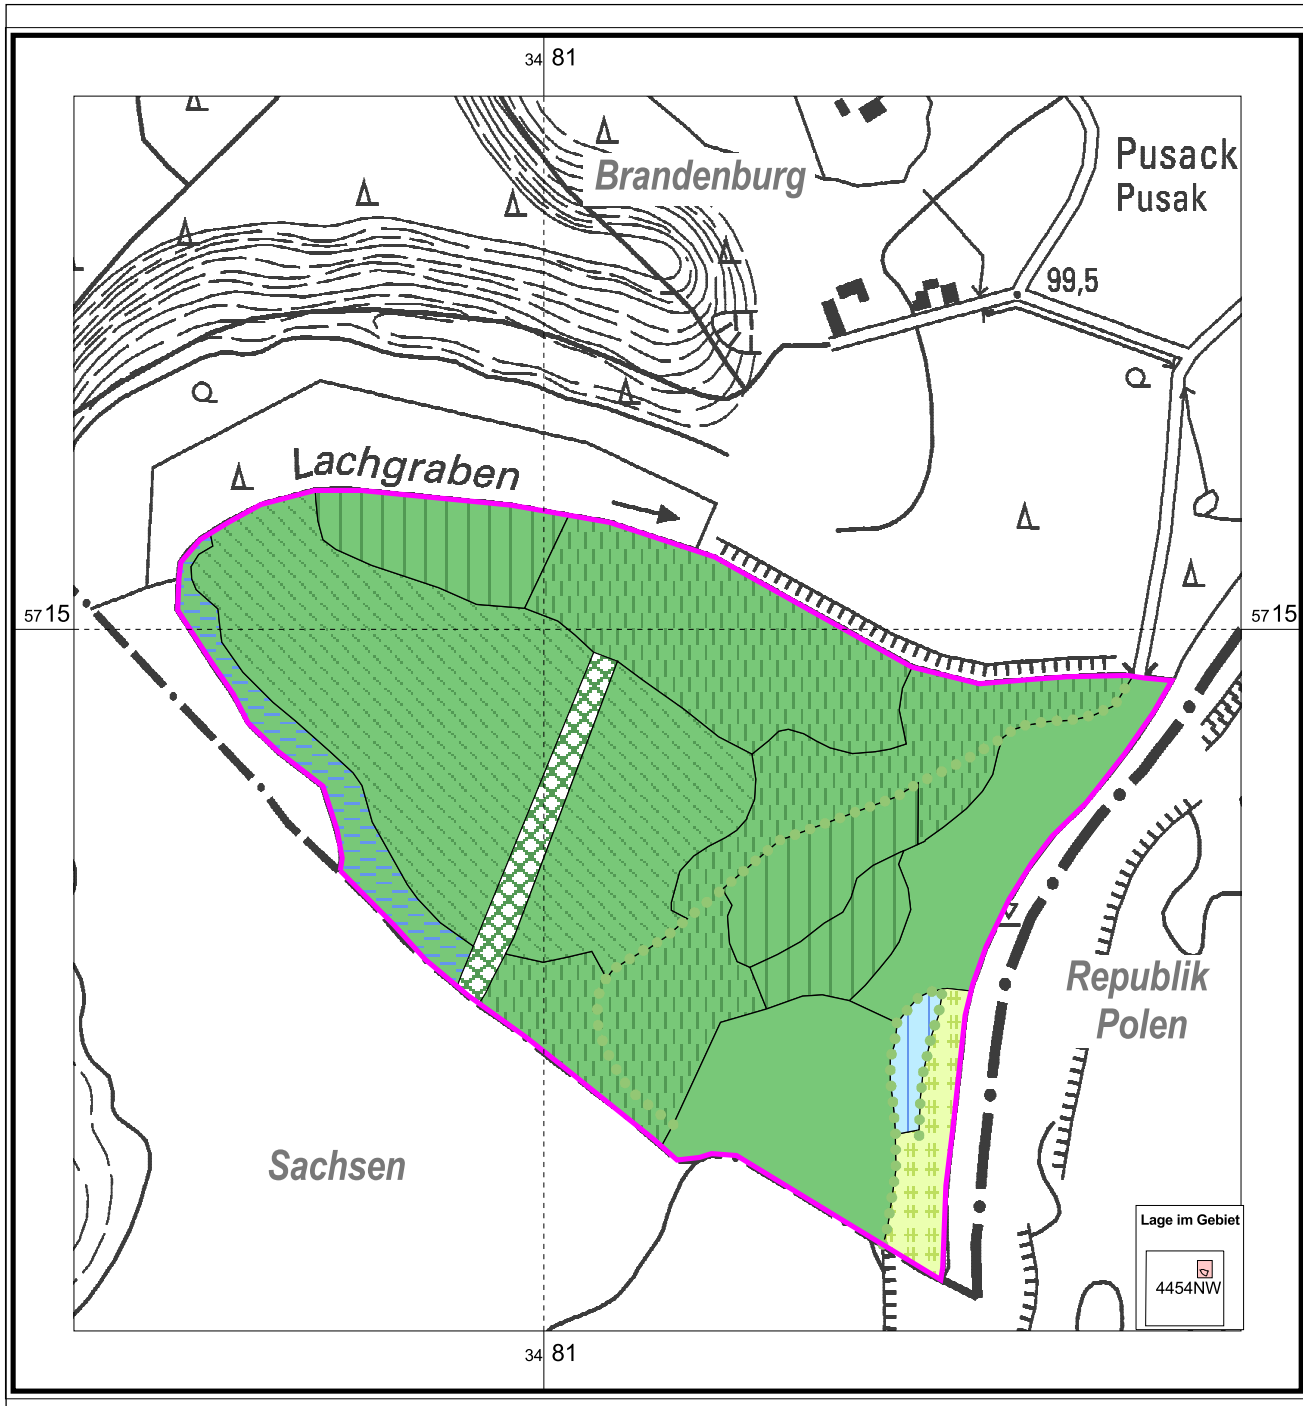 34 81
Brandenburg
Pusack
Pusak
99,5
Lachgraben
57 15
57 15
Republik
Polen
Sachsen
Lage im Gebiet
4454NW
34 81